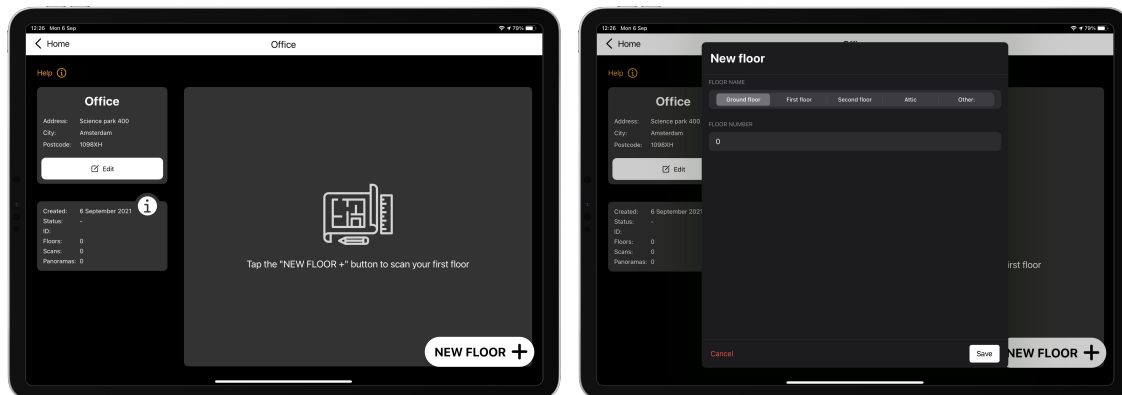 12:26 Mon 6 Sep
79%
Home
Office
Help
Office
Address: Science park 400
City: Amsterdam
Postcode: 1098XH
Edit
Created: 6 September 2021
Status: -
ID:
Floors: 0
Scans: 0
Panoramas: 0
Tap the "NEW FLOOR +" button to scan your first floor
NEW FLOOR +
12:26 Mon 6 Sep
79%
Home
Help
Office
Address: Science park 400
City: Amsterdam
Postcode: 1098XH
Edit
Created: 6 September 2021
Status: -
ID:
Floors: 0
Scans: 0
Panoramas: 0
New floor
FLOOR NAME
Ground floor First floor Second floor Attic Other:
FLOOR NUMBER
0
irst floor
Cancel
Save
NEW FLOOR +